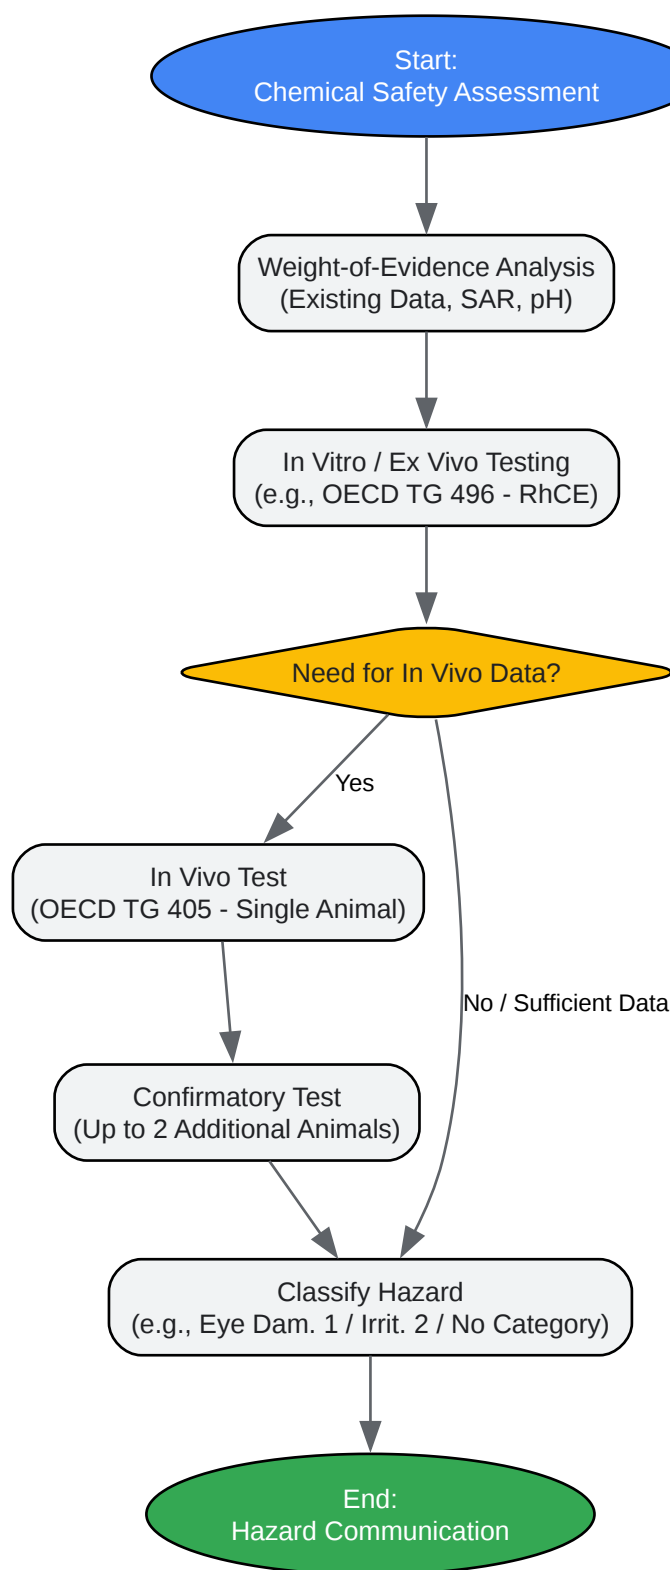 Start:
Chemical Safety Assessment
Weight-of-Evidence Analysis
(Existing Data, SAR, pH)
In Vitro / Ex Vivo Testing
(e.g., OECD TG 496 - RhCE)
Need for In Vivo Data?
Yes
In Vivo Test
(OECD TG 405 - Single Animal)
No / Sufficient Data
Confirmatory Test
(Up to 2 Additional Animals)
Classify Hazard
(e.g., Eye Dam. 1 / Irrit. 2 / No Category)
End:
Hazard Communication